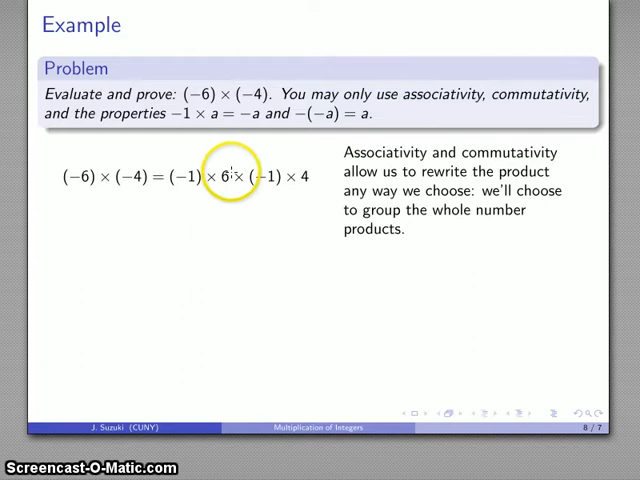 Example
Problem
Evaluate and prove: (−6) × (−4). You may only use associativity, commutativity,
and the properties −1 × a = −a and −(−a) = a.
(−6) × (−4) = (−1) × 6 × (−1) × 4
Associativity and commutativity
allow us to rewrite the product
any way we choose: we'll choose
to group the whole number
products.
J. Suzuki (CUNY)
Multiplication of Integers
8 / 7
Screencast-O-Matic.com